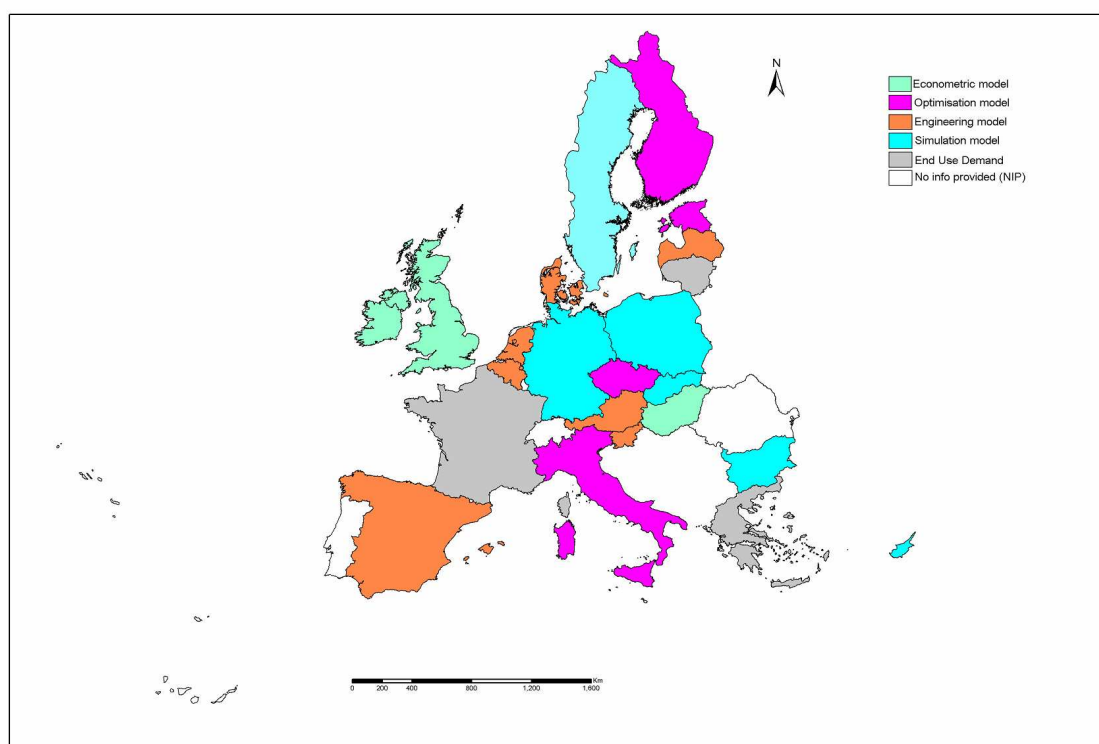 N
Econometric model
Optimisation model
Engineering model
Simulation model
End Use Demand
No info provided (NIP)
Km
0 200 400 800 1,200 1,600